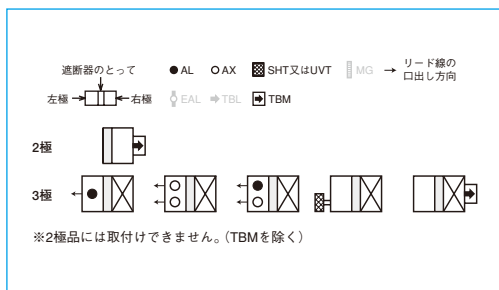 遮断器のとって
●AL ○AX SHT又はUVT MG → リード線の口出し方向
左極 右極
EAL TBL TBM
2極
3極
※2極品には取付けできません。(TBMを除く)